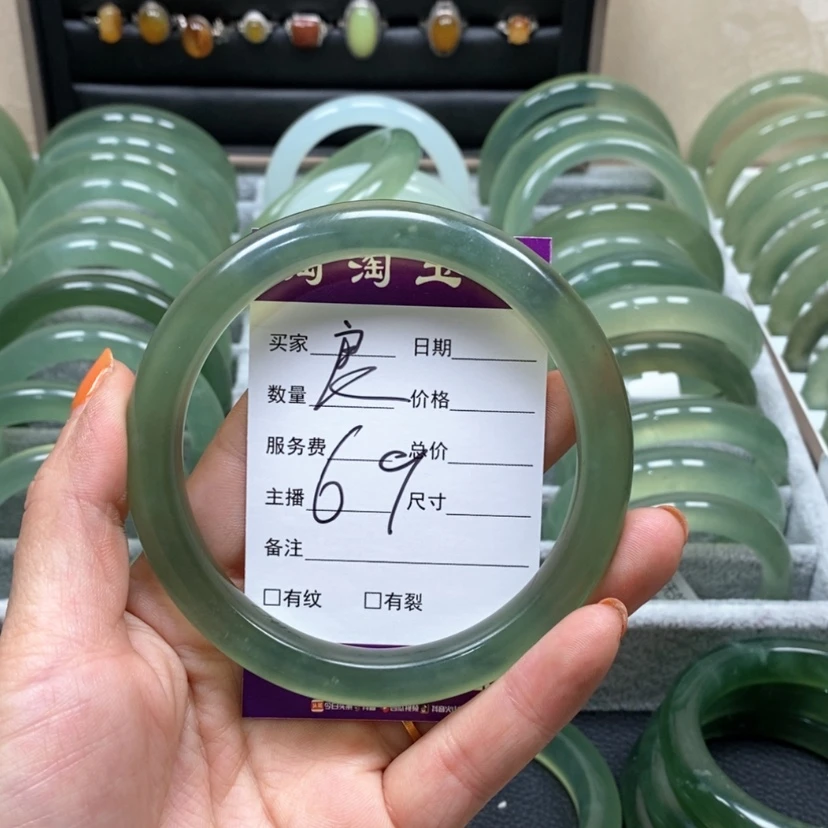 淘淘玉
买家 良 日期
数量 价格
服务费 总价
69
主播 尺寸
备注
□有纹 □有裂